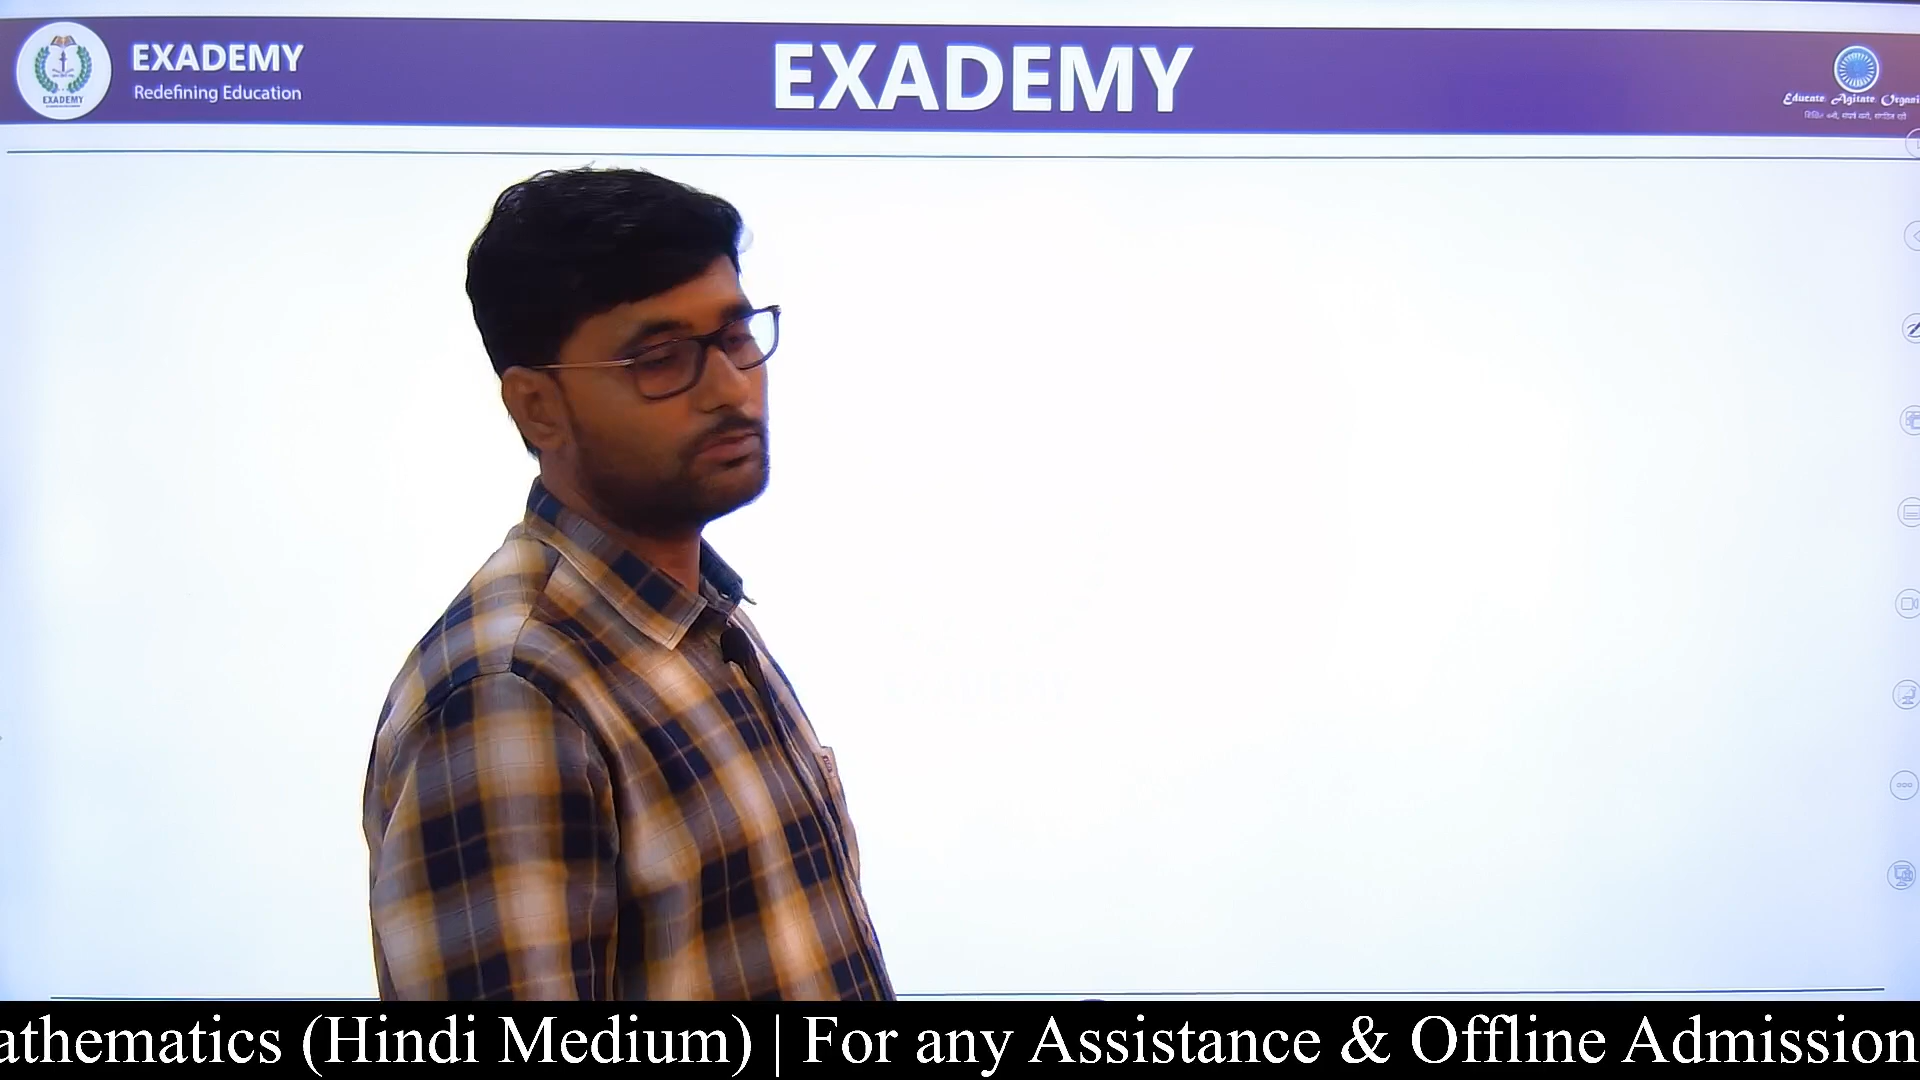 EXADEMY
Redefining Education
EXADEMY
EXADEMY
Educate Agitate Organi
athematics (Hindi Medium) | For any Assistance & Offline Admission